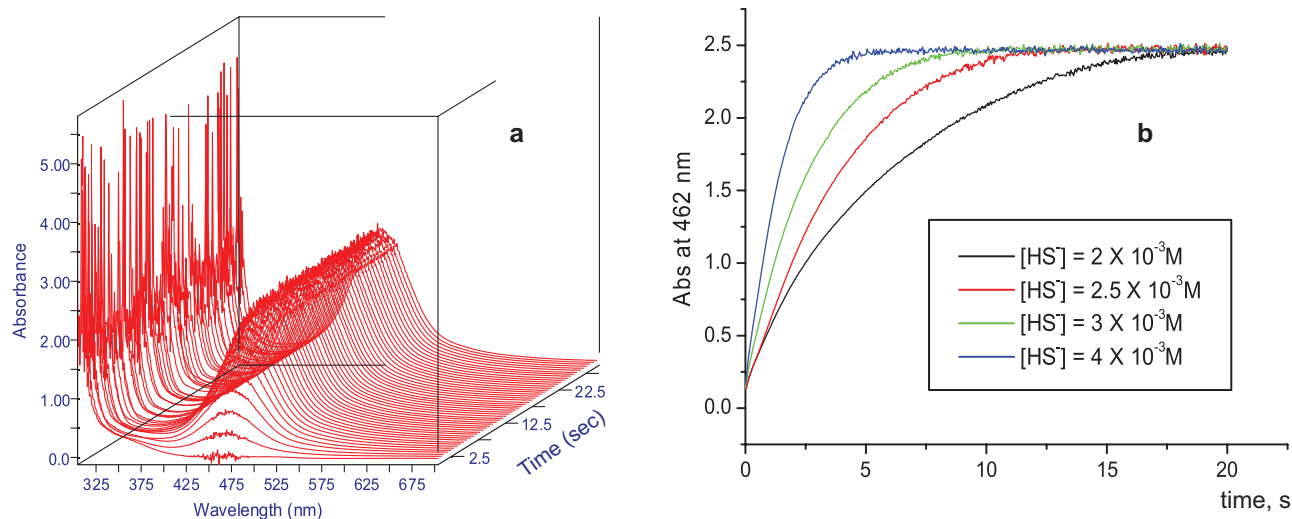 a
5.00
4.00
3.00
2.00
1.00
0.0
Absorbance
325 375 425 475 525 575 625 675
Wavelength (nm)
2.5
12.5
22.5
Time (sec)
b
2.5
2.0
1.5
1.0
0.5
0.0
Abs at 462 nm
[HS⁻] = 2 X 10⁻³M
[HS⁻] = 2.5 X 10⁻³M
[HS⁻] = 3 X 10⁻³M
[HS⁻] = 4 X 10⁻³M
0 5 10 15 20
time, s